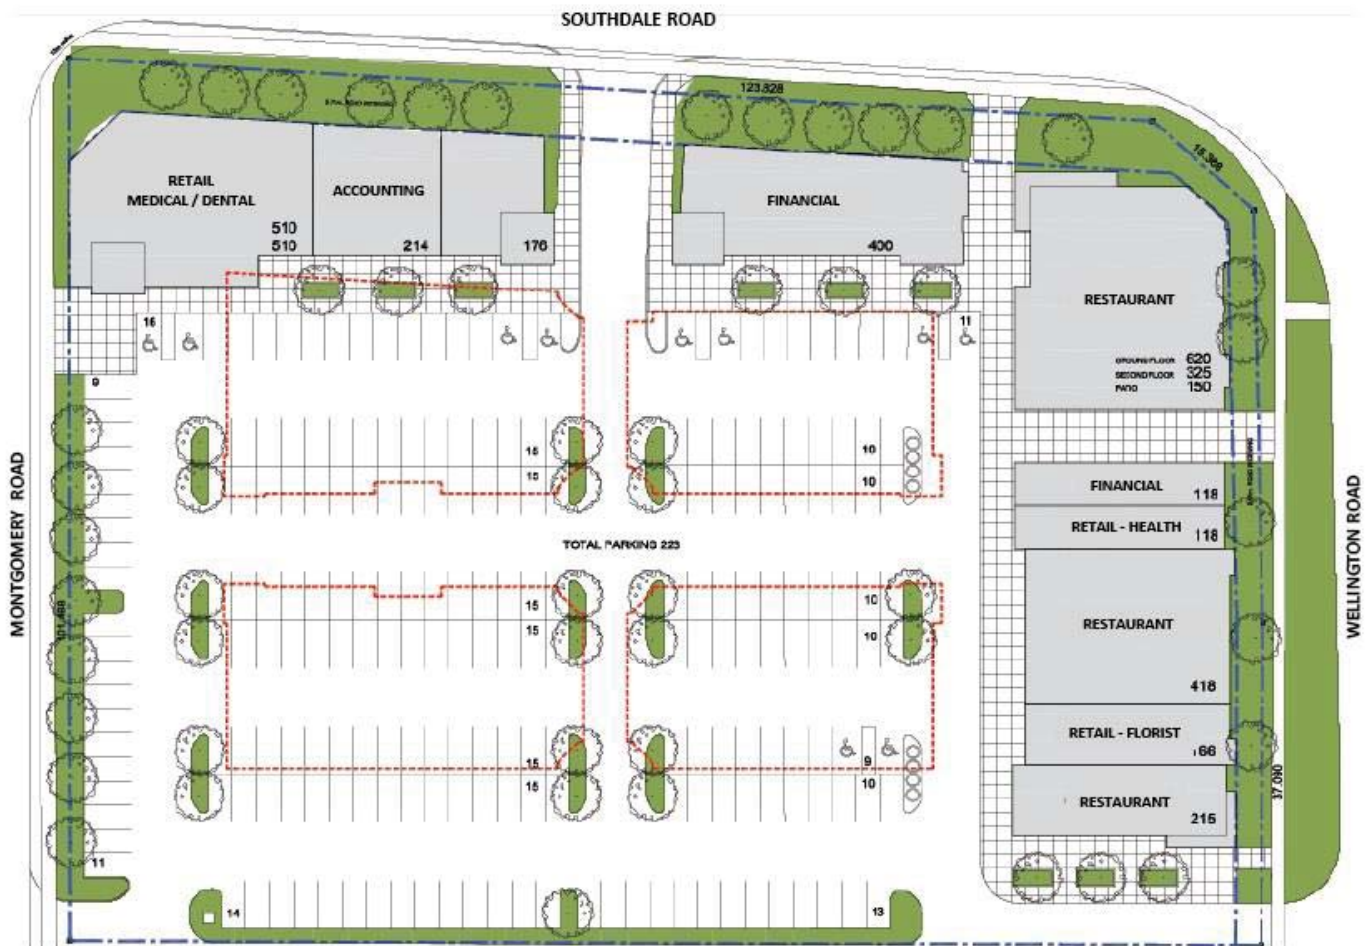 SOUTHDALE ROAD
123.828
15.368
RETAIL
MEDICAL / DENTAL
ACCOUNTING
FINANCIAL
510
510
214
176
400
RESTAURANT
GROUND FLOOR 620
SECOND FLOOR 325
PATIO 150
16
11
9
15
15
10
10
FINANCIAL
118
RETAIL - HEALTH
118
MONTGOMERY ROAD
WELLINGTON ROAD
TOTAL PARKING 223
15
15
10
10
RESTAURANT
418
RETAIL - FLORIST
166
15
15
9
10
RESTAURANT
215
37.090
11
14
13